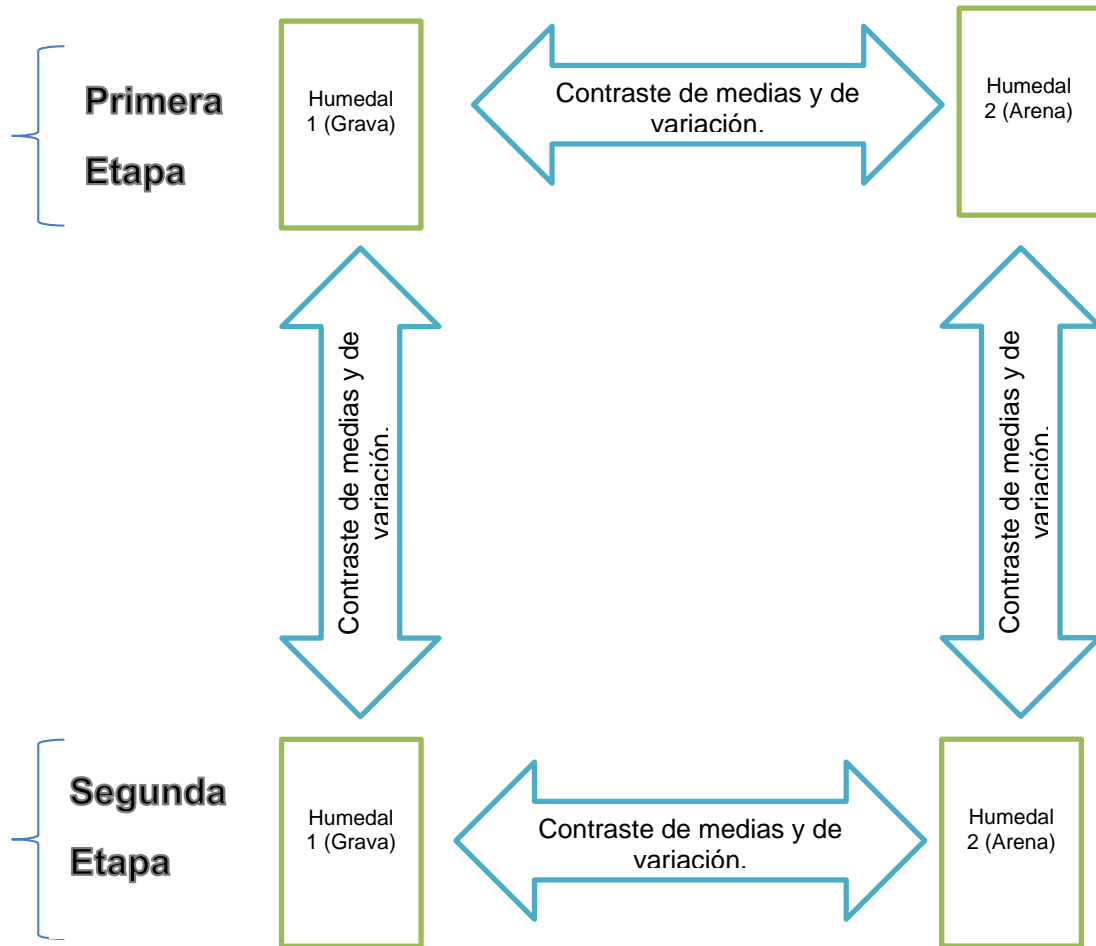 Primera
Etapa
Humedal
1 (Grava)
Contraste de medias y de
variación.
Humedal
2 (Arena)
Contraste de medias y de
variación.
Contraste de medias y de
variación.
Segunda
Etapa
Humedal
1 (Grava)
Contraste de medias y de
variación.
Humedal
2 (Arena)